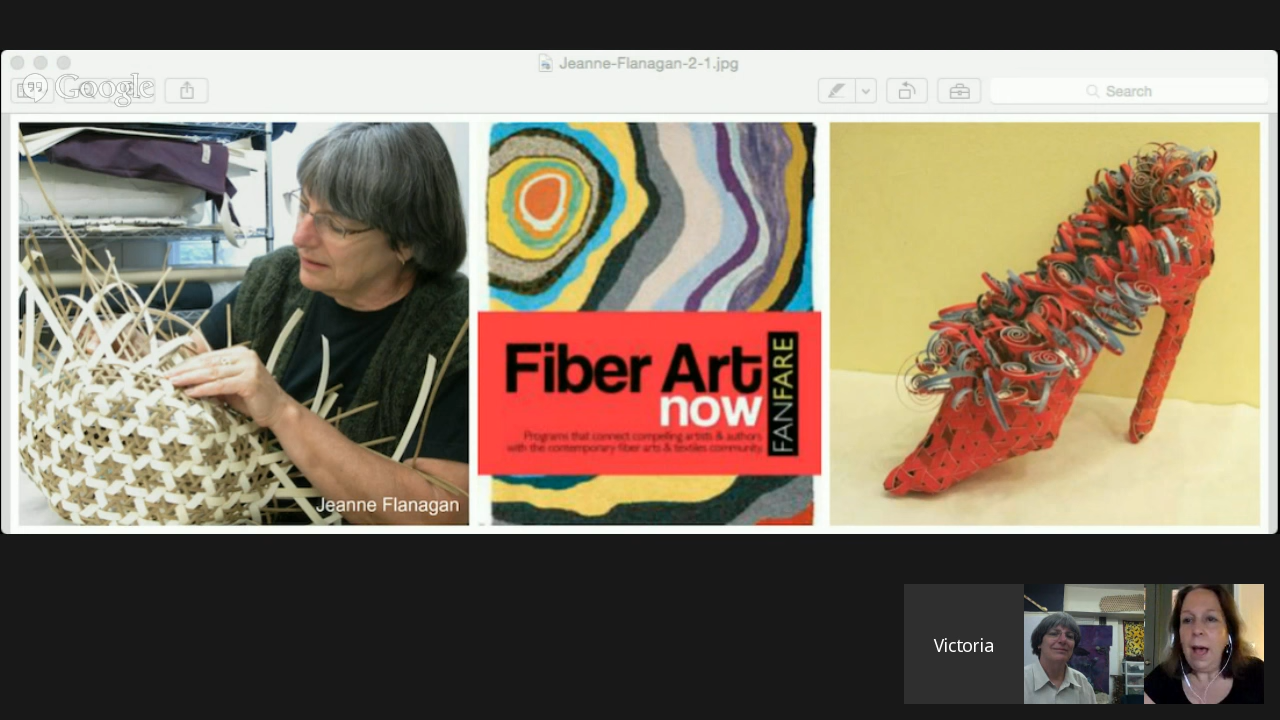 Jeanne-Flanagan-2-1.jpg
Google
Search
Fiber Art
now
FANFARE
Programs that connect compelling artists & authors
with the contemporary fiber arts & textiles community
Jeanne Flanagan
Victoria